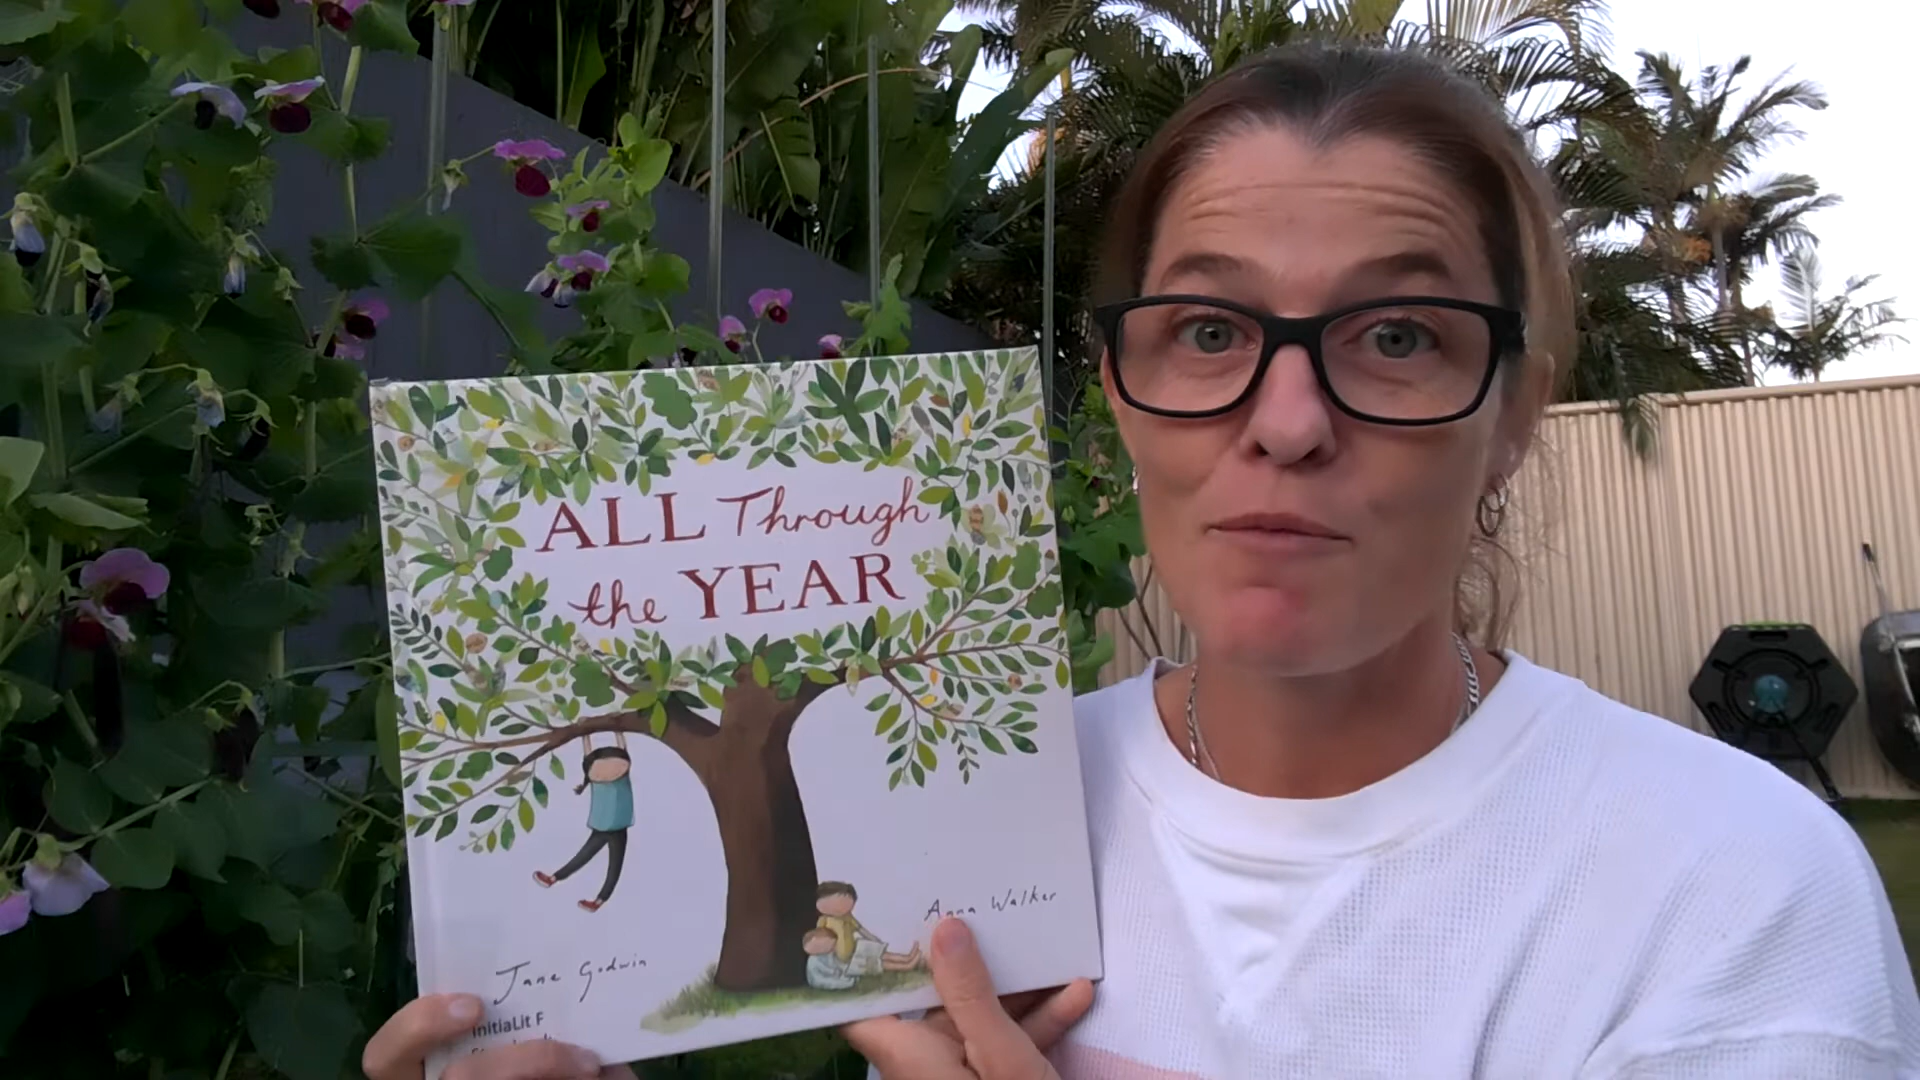 ALL Through
the YEAR
Anna Walker
Jane Godwin
InitiaLit F